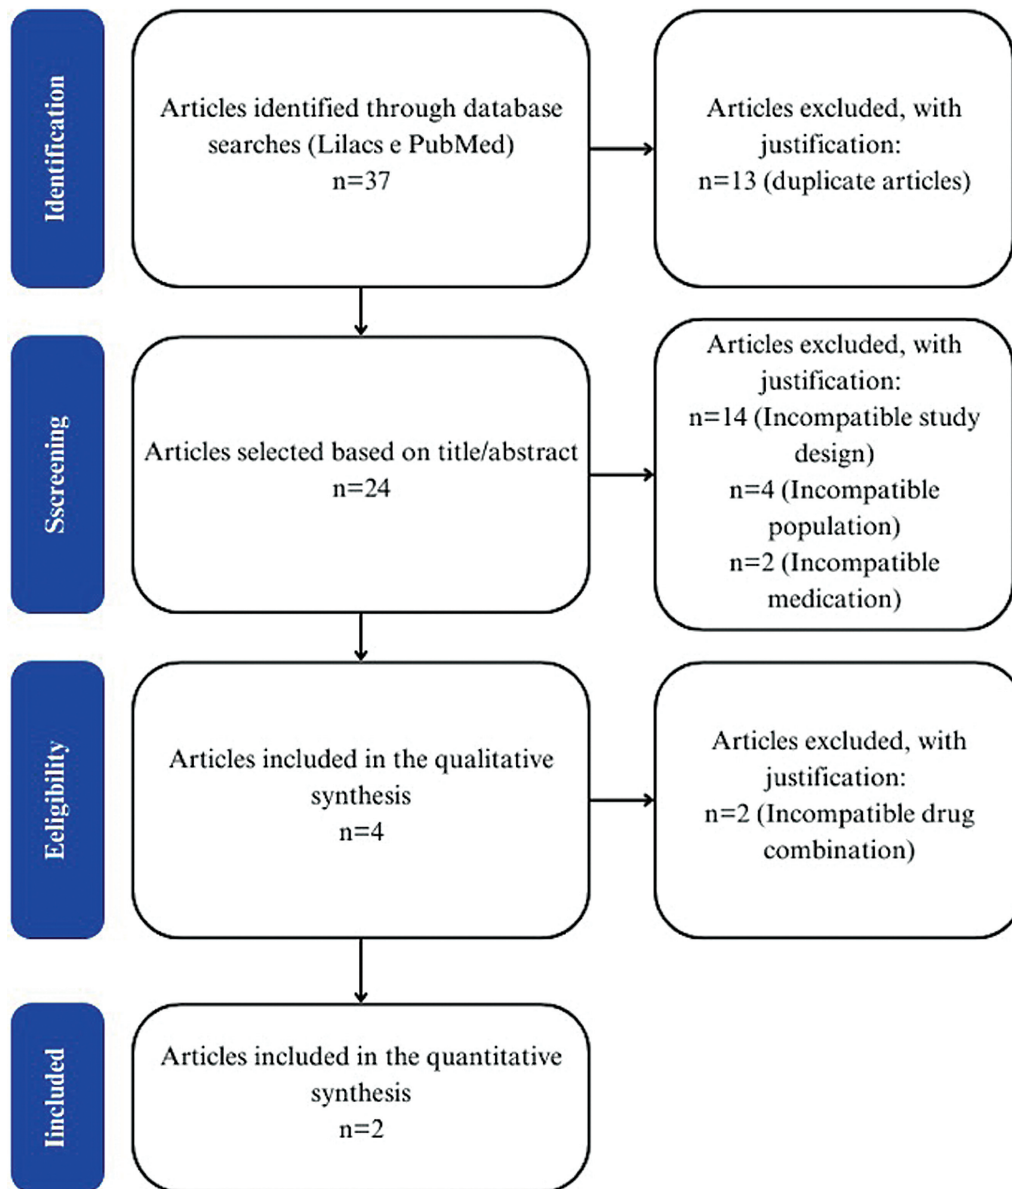 Identification
Articles identified through database
searches (Lilacs e PubMed)
n=37
Articles excluded, with
justification:
n=13 (duplicate articles)
Sscreening
Articles selected based on title/abstract
n=24
Articles excluded, with
justification:
n=14 (Incompatible study
design)
n=4 (Incompatible
population)
n=2 (Incompatible
medication)
Eeligibility
Articles included in the qualitative
synthesis
n=4
Articles excluded, with
justification:
n=2 (Incompatible drug
combination)
Iincluded
Articles included in the quantitative
synthesis
n=2